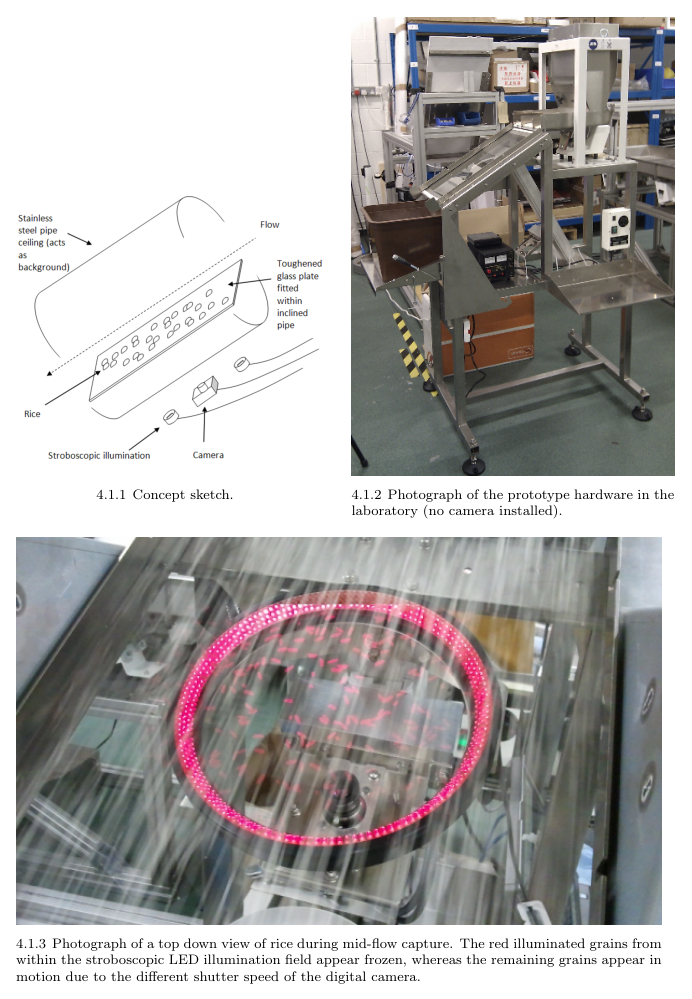 Stainless
steel pipe
ceiling (acts
as
background)
Flow
Toughened
glass plate
fitted
within
inclined
pipe
Rice
Stroboscopic illumination
Camera
4.1.1 Concept sketch.
4.1.2 Photograph of the prototype hardware in the
laboratory (no camera installed).
4.1.3 Photograph of a top down view of rice during mid-flow capture. The red illuminated grains from
within the stroboscopic LED illumination field appear frozen, whereas the remaining grains appear in
motion due to the different shutter speed of the digital camera.